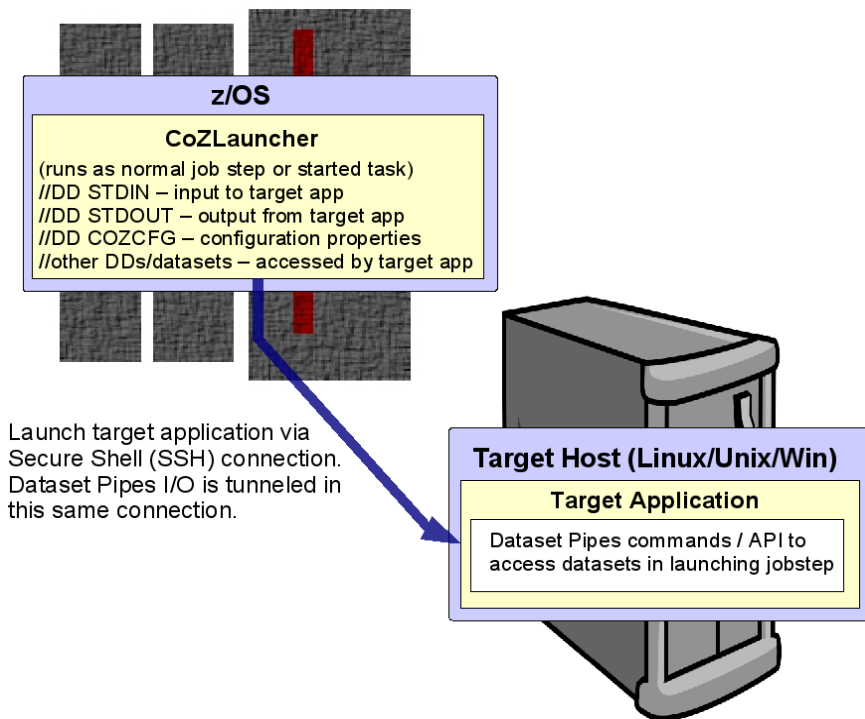 z/OS
CoZLauncher
(runs as normal job step or started task)
//DD STDIN – input to target app
//DD STDOUT – output from target app
//DD COZCFG – configuration properties
//other DDs/datasets – accessed by target app
Launch target application via
Secure Shell (SSH) connection.
Dataset Pipes I/O is tunneled in
this same connection.
Target Host (Linux/Unix/Win)
Target Application
Dataset Pipes commands / API to
access datasets in launching jobstep